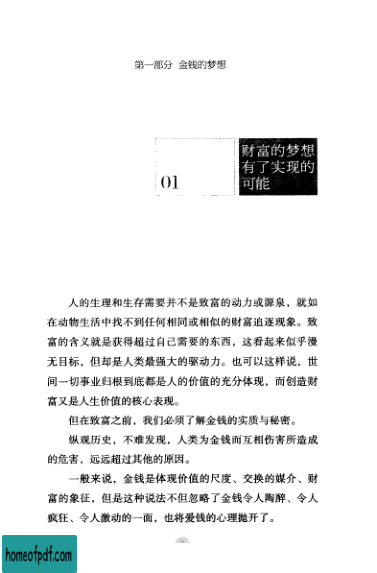 第一部分 金钱的梦想
01
财富的梦想
有了实现的
可能
人的生理和生存需要并不是致富的动力或源泉，就如
在动物生活中找不到任何相同或相似的财富追逐现象。致
富的含义就是获得超过自己需要的东西，这看起来似乎漫
无目标，但却是人类最强大的驱动力。也可以这样说，世
间一切事业归根到底都是人的价值的充分体现，而创造财
富又是人生价值的核心表现。
但在致富之前，我们必须了解金钱的实质与秘密。
纵观历史，不难发现，人类为金钱而互相伤害所造成
的危害，远远超过其他的原因。
一般来说，金钱是体现价值的尺度、交换的媒介、财
富的象征，但是这种说法不但忽略了金钱令人陶醉、令人
疯狂、令人激动的一面，也将爱钱的心理抛开了。
homeofpdf.com